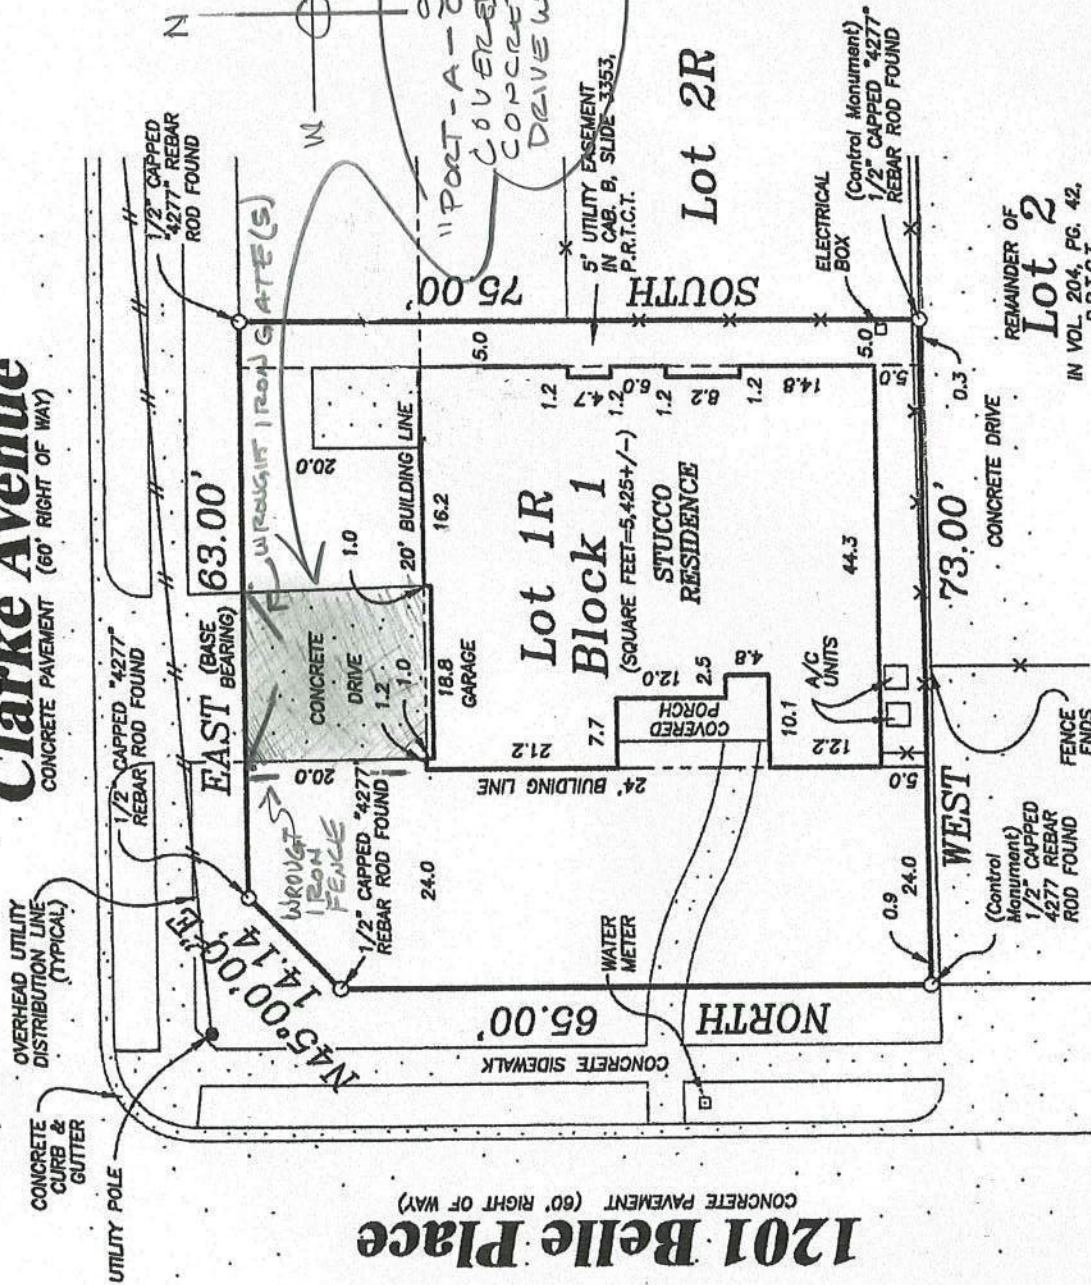 Clarke Avenue
CONCRETE PAVEMENT (60' RIGHT OF WAY)
OVERHEAD UTILITY
DISTRIBUTION LINE
(TYPICAL)
CONCRETE
CURB &
GUTTER
UTILITY POLE
1/2" CAPPED "4277"
REBAR ROD FOUND
1/2" CAPPED
"4277" REBAR
ROD FOUND
N
W
"PORT-A-
COVERE
CONCRE
DRIVE W
EAST (BASE
BEARING)
63.00'
WROUGHT IRON GATE(S)
N45°00'00"E
14.14'
WROUGT
IRON
FENCE
1/2" CAPPED "4277"
REBAR ROD FOUND
20.0
CONCRETE
DRIVE
1.2
1.0
1.0
20.0
20' BUILDING LINE
16.2
18.8
GARAGE
24.0
21.2
24' BUILDING LINE
7.7
COVERED
PORCH
12.0
2.5
4.8
10.1
12.2
A/C
UNITS
Lot 1R
Block 1
(SQUARE FEET=5,425+/-)
STUCCO
RESIDENCE
44.3
5.0
1.2
4.7
1.2
6.0
1.2
8.2
1.2
14.8
5.0
5.0
75.00'
SOUTH
5' UTILITY EASEMENT
IN CAB. B, SLIDE 3353,
P.R.T.C.T.
Lot 2R
ELECTRICAL
BOX
(Control Monument)
1/2" CAPPED "4277"
REBAR ROD FOUND
0.3
REMAINDER OF
Lot 2
IN VOL. 204, PG. 42,
CONCRETE DRIVE
73.00'
WEST
FENCE
ENDS
5.0
24.0
0.9
(Control
Monument)
1/2" CAPPED
4277 REBAR
ROD FOUND
WATER
METER
65.00'
NORTH
CONCRETE SIDEWALK
1201 Belle Place
CONCRETE PAVEMENT (60' RIGHT OF WAY)